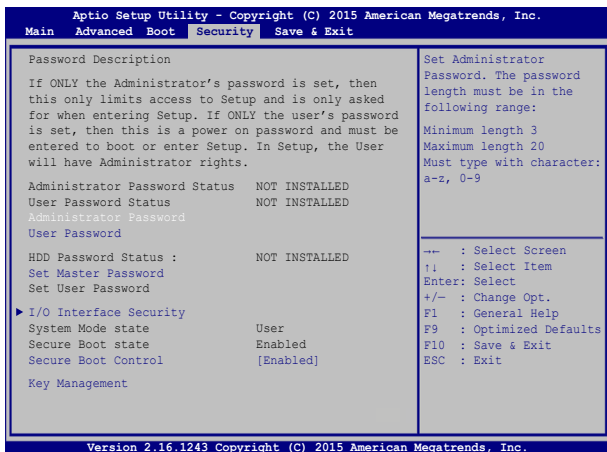 Aptio Setup Utility - Copyright (C) 2015 American Megatrends, Inc.
Main Advanced Boot Security Save & Exit
Password Description
If ONLY the Administrator's password is set, then
this only limits access to Setup and is only asked
for when entering Setup. If ONLY the user's password
is set, then this is a power on password and must be
entered to boot or enter Setup. In Setup, the User
will have Administrator rights.
Administrator Password Status NOT INSTALLED
User Password Status NOT INSTALLED
Administrator Password
User Password
HDD Password Status : NOT INSTALLED
Set Master Password
Set User Password
I/O Interface Security
System Mode state User
Secure Boot state Enabled
Secure Boot Control [Enabled]
Key Management
Set Administrator
Password. The password
length must be in the
following range:
Minimum length 3
Maximum length 20
Must type with character:
a-z, 0-9
→← : Select Screen
↑↓ : Select Item
Enter: Select
+/— : Change Opt.
F1 : General Help
F9 : Optimized Defaults
F10 : Save & Exit
ESC : Exit
Version 2.16.1243 Copyright (C) 2015 American Megatrends, Inc.